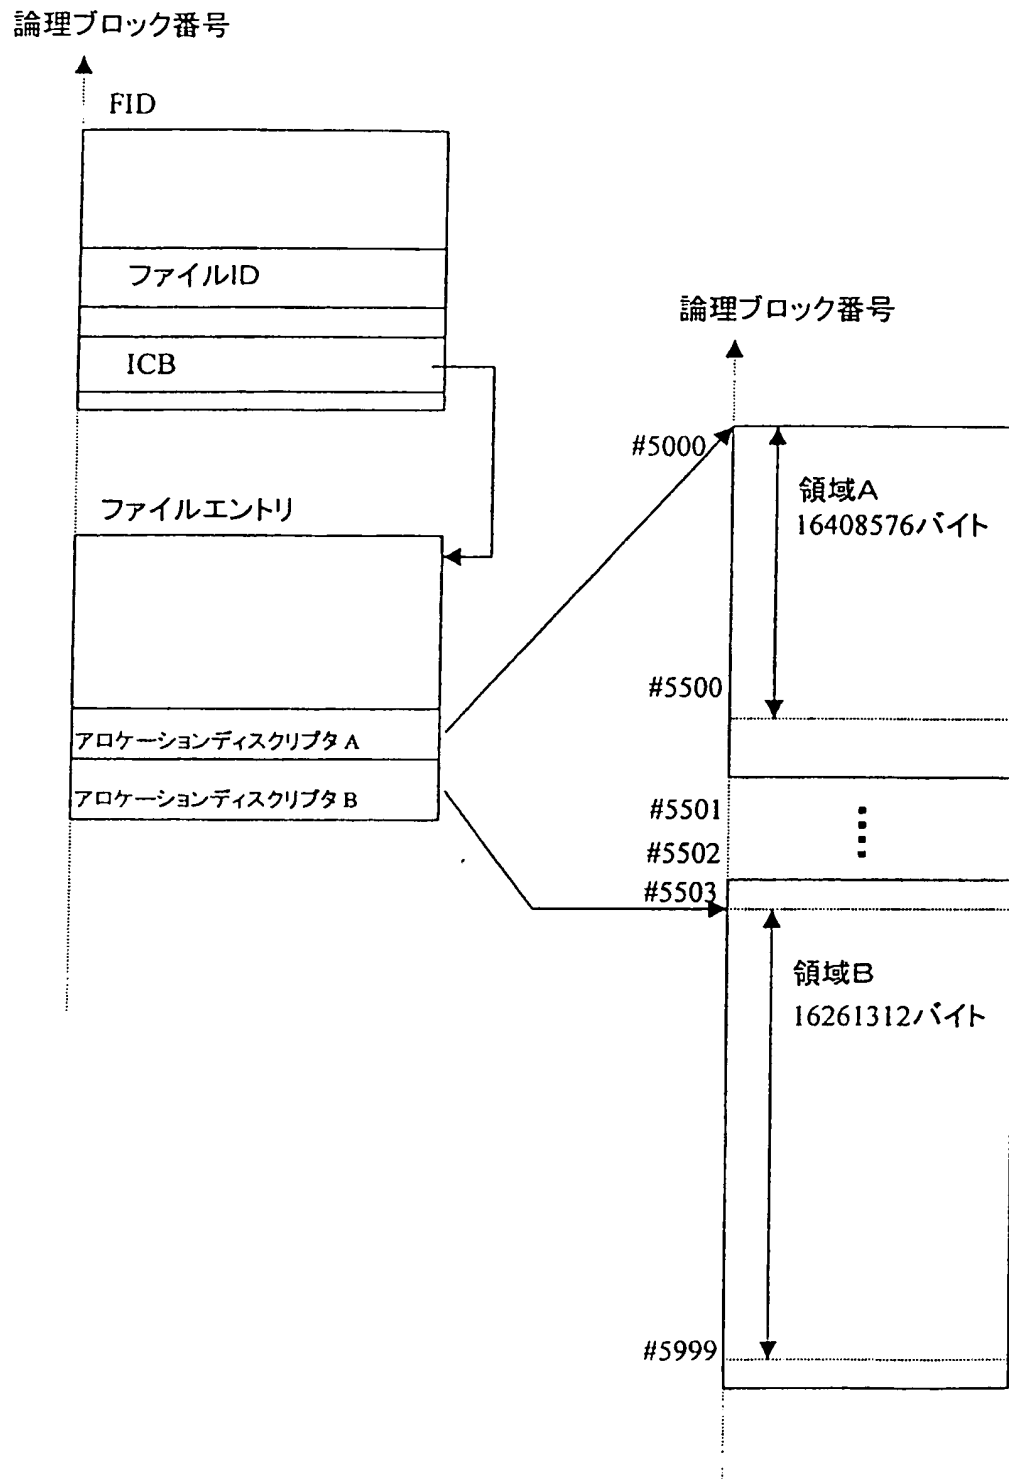 論理ブロック番号
FID
ファイルID
ICB
ファイルエントリ
アロケーションディスクリプタ A
アロケーションディスクリプタ B
論理ブロック番号
#5000
領域A
16408576バイト
#5500
#5501
#5502
#5503
領域B
16261312バイト
#5999